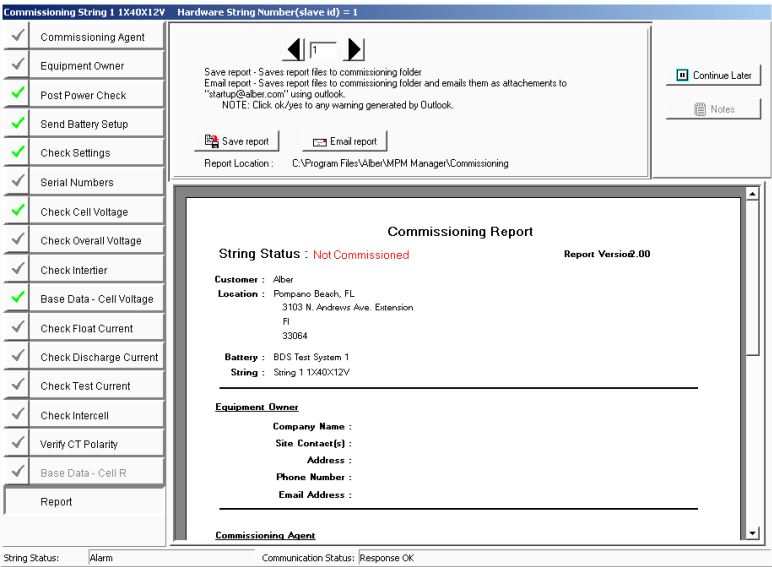 Commissioning String 1 1X40X12V Hardware String Number(slave id) = 1
Commissioning Agent
Equipment Owner
Post Power Check
Send Battery Setup
Check Settings
Serial Numbers
Check Cell Voltage
Check Overall Voltage
Check Intertier
Base Data - Cell Voltage
Check Float Current
Check Discharge Current
Check Test Current
Check Intercell
Verify CT Polarity
Base Data - Cell R
Report
1
Save report - Saves report files to commissioning folder
Email report - Saves report files to commissioning folder and emails them as attachements to
"startup@alber.com" using outlook.
NOTE: Click ok/yes to any warning generated by Outlook.
Save report
Email report
Report Location : C:\Program Files\Alber\MPM Manager\Commissioning
Continue Later
Notes
Commissioning Report
String Status : Not Commissioned
Report Version2.00
Customer : Alber
Location : Pompano Beach, FL
3103 N. Andrews Ave. Extension
Fl
33064
Battery : BDS Test System 1
String : String 1 1X40X12V
Equipment Owner
Company Name :
Site Contact(s) :
Address :
Phone Number :
Email Address :
Commissioning Agent
String Status: Alarm
Communication Status: Response OK